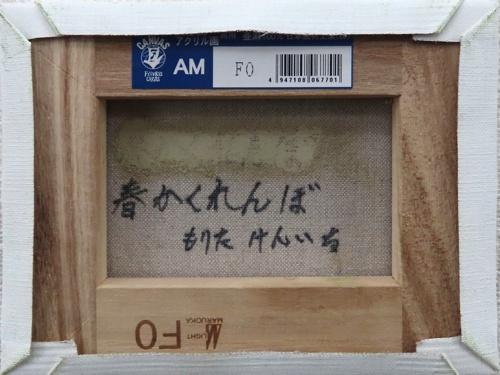 CANVAS
アクリル画
AM
F0
4 947108 067701
春かくれんぼ
もりた けんいち
F0
LIGHT
MARUOKA